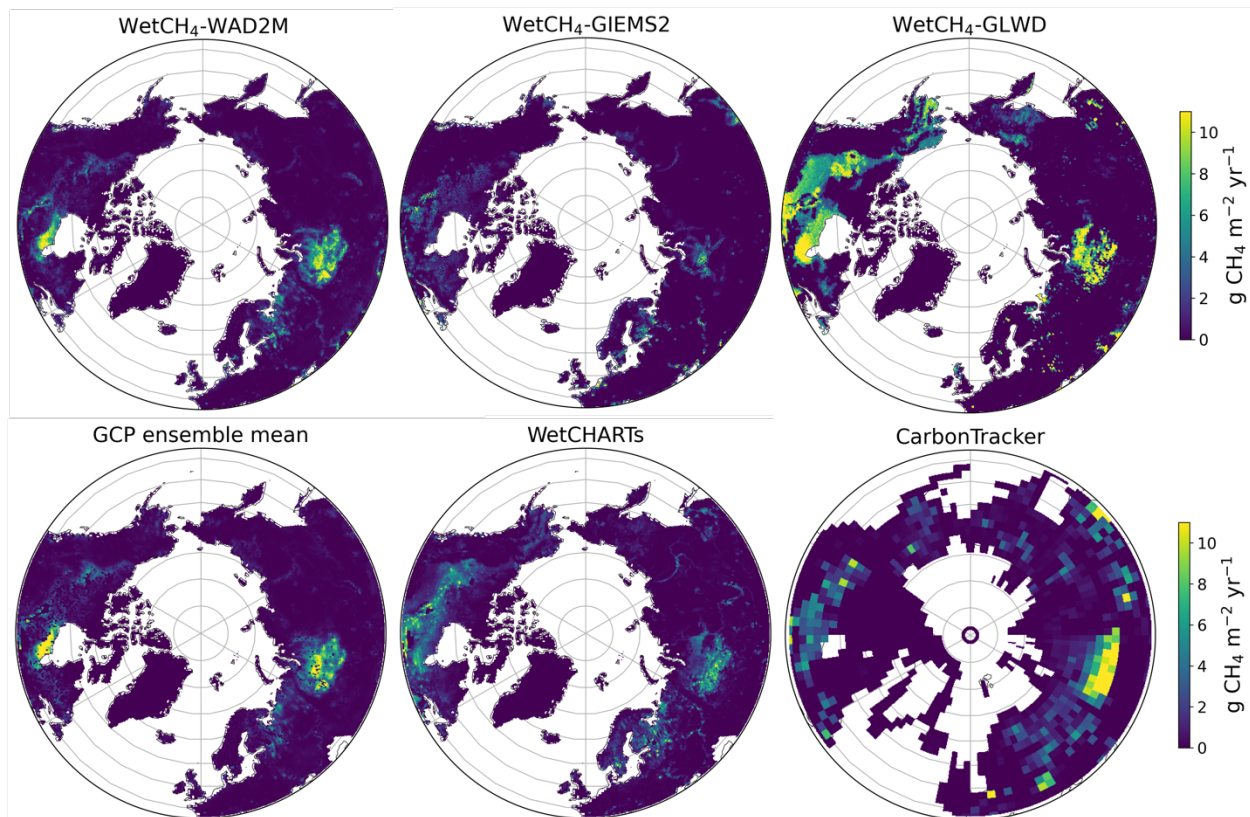 WetCH₄-WAD2M
WetCH₄-GIEMS2
WetCH₄-GLWD
10
8
6
4
2
0
g CH₄ m⁻² yr⁻¹
GCP ensemble mean
WetCHARTs
CarbonTracker
10
8
6
4
2
0
g CH₄ m⁻² yr⁻¹